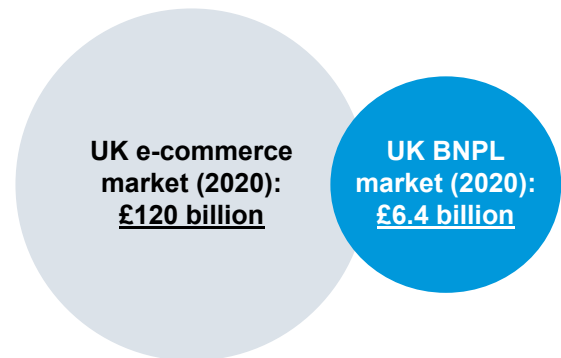 UK e-commerce
market (2020):
£120 billion
UK BNPL
market (2020):
£6.4 billion